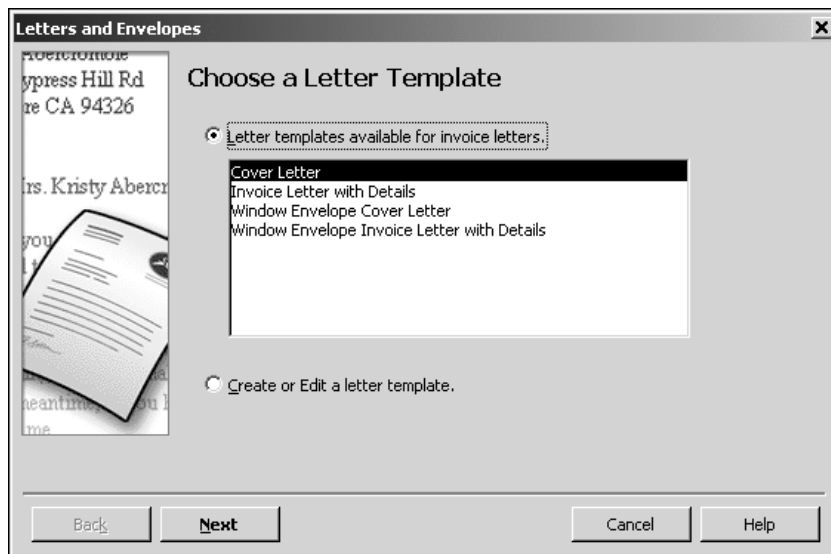 Letters and Envelopes
ypress Hill Rd
re CA 94326
rs. Kristy Abercr
you
Choose a Letter Template
Letter templates available for invoice letters.
Cover Letter
Invoice Letter with Details
Window Envelope Cover Letter
Window Envelope Invoice Letter with Details
Create or Edit a letter template.
Back
Next
Cancel
Help